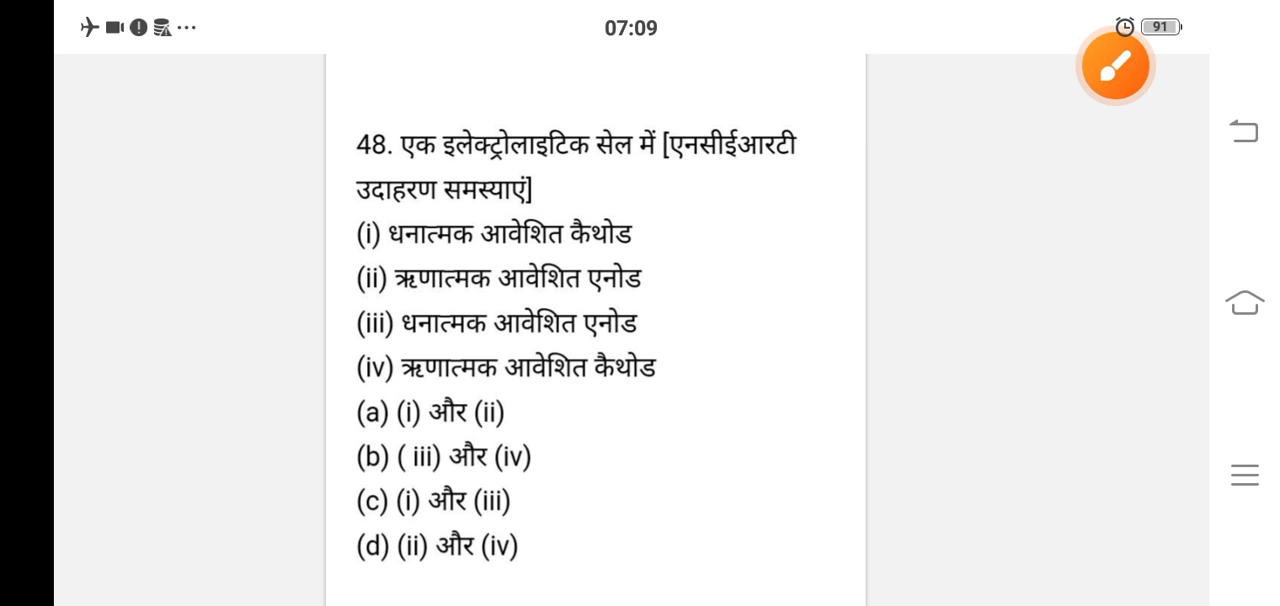 07:09
91
48. एक इलेक्ट्रोलाइटिक सेल में [एनसीईआरटी
उदाहरण समस्याएं]
(i) धनात्मक आवेशित कैथोड
(ii) ऋणात्मक आवेशित एनोड
(iii) धनात्मक आवेशित एनोड
(iv) ऋणात्मक आवेशित कैथोड
(a) (i) और (ii)
(b) ( iii) और (iv)
(c) (i) और (iii)
(d) (ii) और (iv)